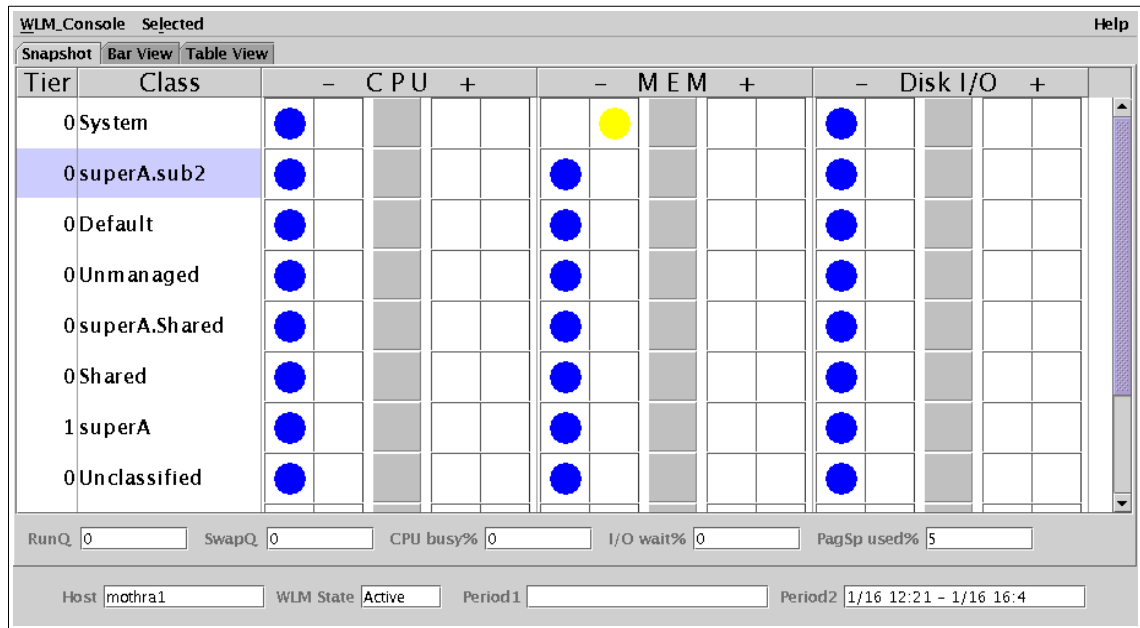 WLM_Console Selected Help
Snapshot Bar View Table View
Tier Class - CPU + - MEM + - Disk I/O +
0 System
0 superA.sub2
0 Default
0 Unmanaged
0 superA.Shared
0 Shared
1 superA
0 Unclassified
RunQ 0 SwapQ 0 CPU busy% 0 I/O wait% 0 PagSp used% 5
Host mothra1 WLM State Active Period1 Period2 1/16 12:21 - 1/16 16:4